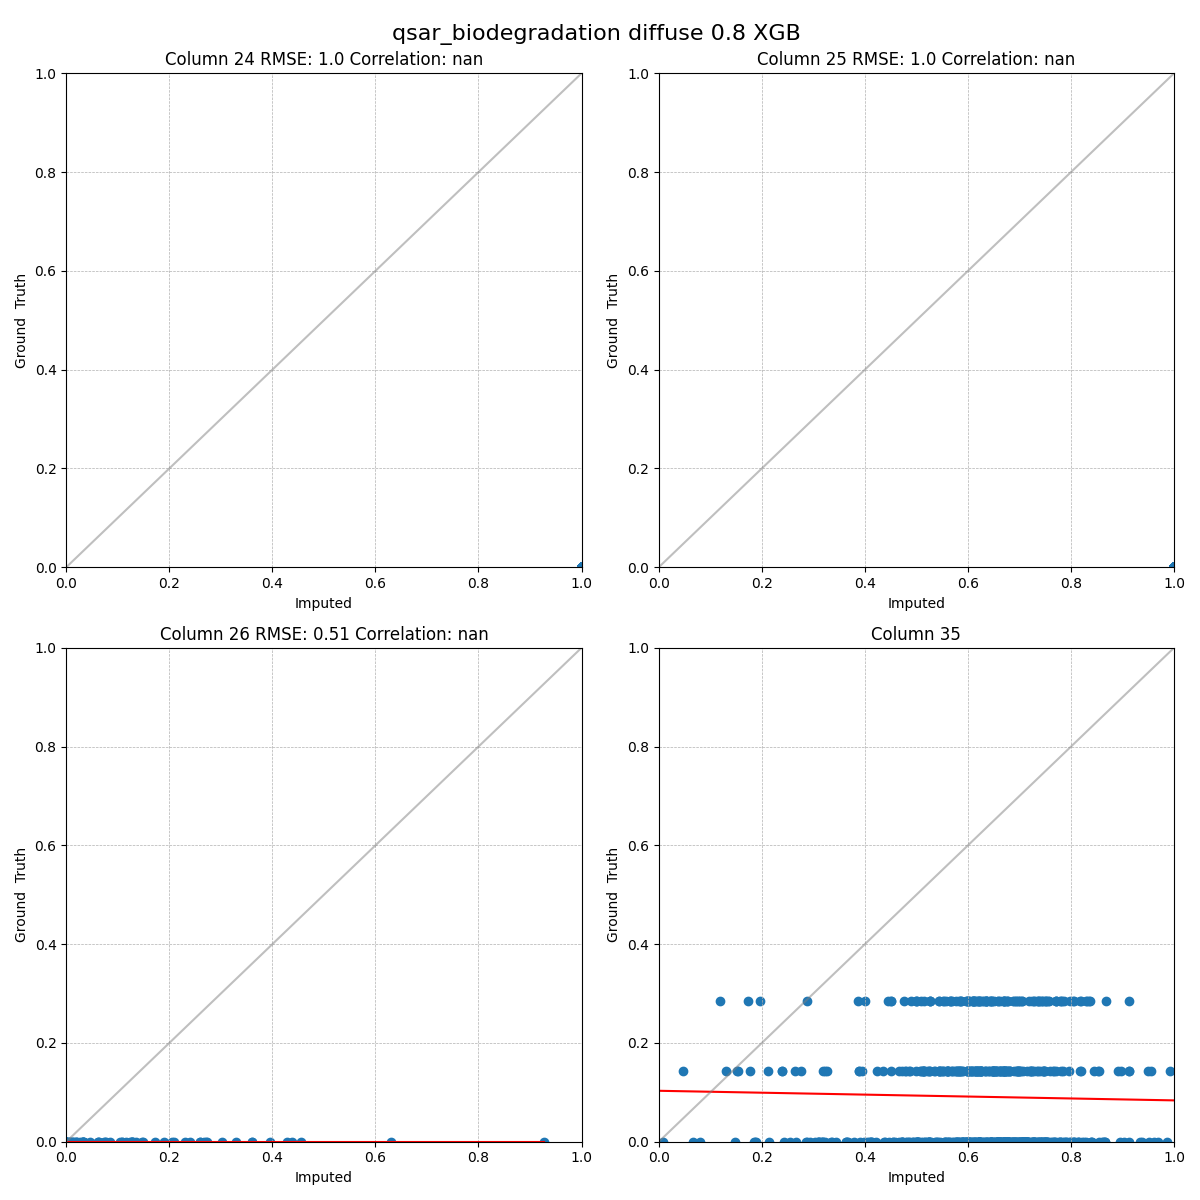 qsar_biodegradation diffuse 0.8 XGB
Column 24 RMSE: 1.0 Correlation: nan
1.0
0.8
0.6
0.4
0.2
0.0
Ground  Truth
0.0 0.2 0.4 0.6 0.8 1.0
Imputed
Column 25 RMSE: 1.0 Correlation: nan
1.0
0.8
0.6
0.4
0.2
0.0
Ground  Truth
0.0 0.2 0.4 0.6 0.8 1.0
Imputed
Column 26 RMSE: 0.51 Correlation: nan
1.0
0.8
0.6
0.4
0.2
0.0
Ground  Truth
0.0 0.2 0.4 0.6 0.8 1.0
Imputed
Column 35
1.0
0.8
0.6
0.4
0.2
0.0
Ground  Truth
0.0 0.2 0.4 0.6 0.8 1.0
Imputed